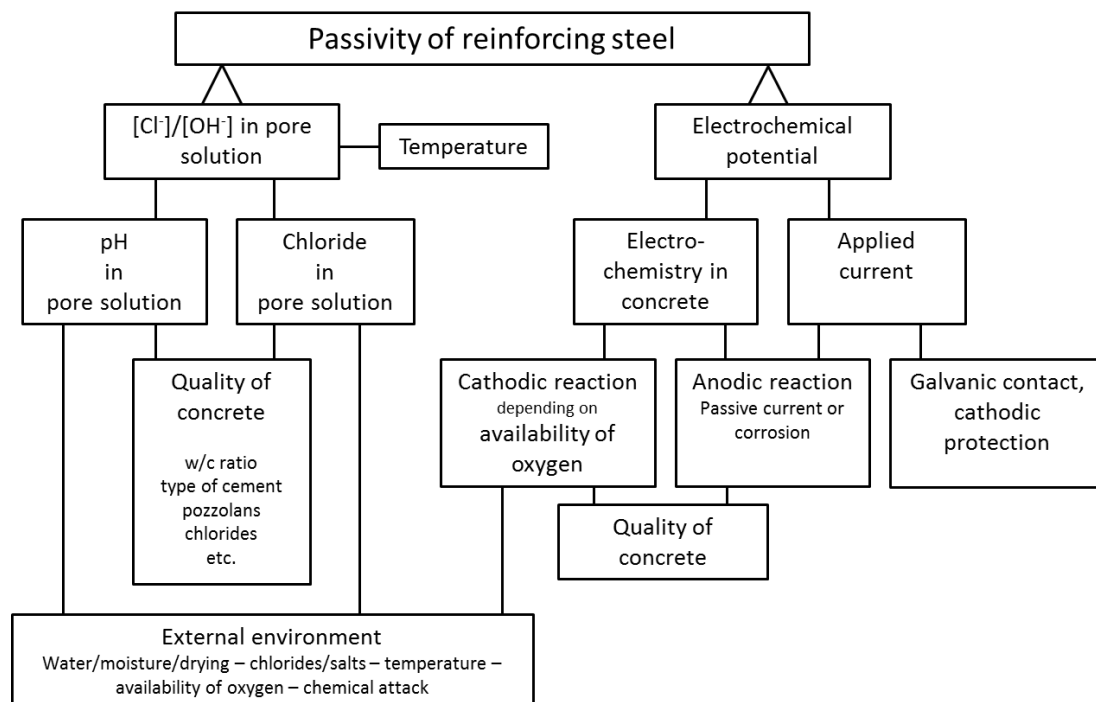 Passivity of reinforcing steel
[Cl⁻]/[OH⁻] in pore
solution
Temperature
Electrochemical
potential
pH
in
pore solution
Chloride
in
pore solution
Electro-
chemistry in
concrete
Applied
current
Quality of
concrete
w/c ratio
type of cement
pozzolans
chlorides
etc.
Cathodic reaction
depending on
availability of
oxygen
Anodic reaction
Passive current or
corrosion
Galvanic contact,
cathodic
protection
Quality of
concrete
External environment
Water/moisture/drying – chlorides/salts – temperature –
availability of oxygen – chemical attack